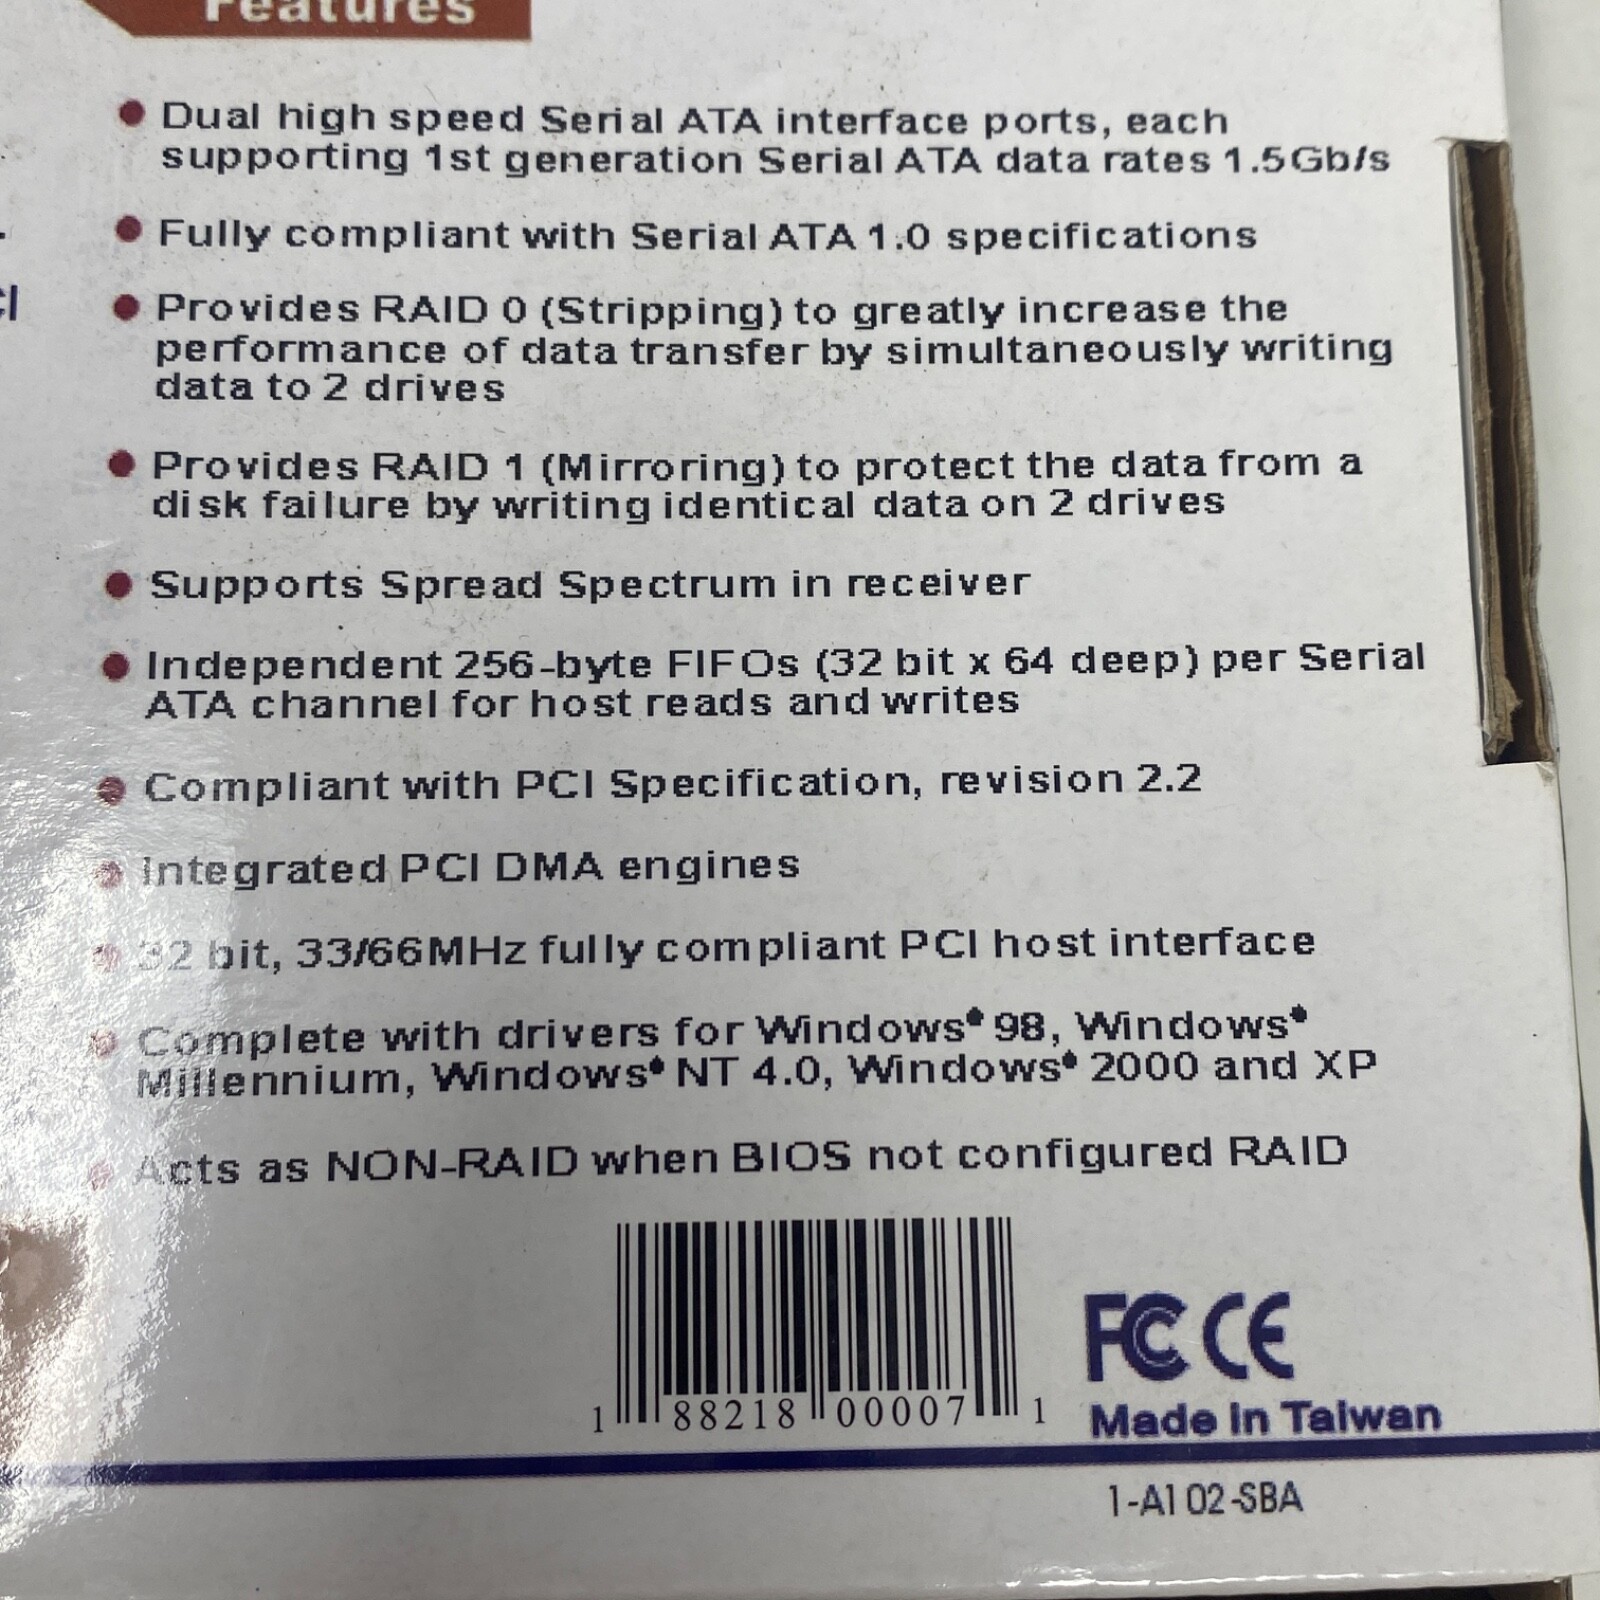 Features
Dual high speed Serial ATA interface ports, each
supporting 1st generation Serial ATA data rates 1.5Gb/s
Fully compliant with Serial ATA 1.0 specifications
Provides RAID 0 (Stripping) to greatly increase the
performance of data transfer by simultaneously writing
data to 2 drives
Provides RAID 1 (Mirroring) to protect the data from a
disk failure by writing identical data on 2 drives
Supports Spread Spectrum in receiver
Independent 256-byte FIFOs (32 bit x 64 deep) per Serial
ATA channel for host reads and writes
Compliant with PCI Specification, revision 2.2
Integrated PCI DMA engines
32 bit, 33/66MHz fully compliant PCI host interface
Complete with drivers for Windows® 98, Windows®
Millennium, Windows® NT 4.0, Windows® 2000 and XP
Acts as NON-RAID when BIOS not configured RAID
1 88218 00007 1
FC CE
Made In Taiwan
1-A102-SBA